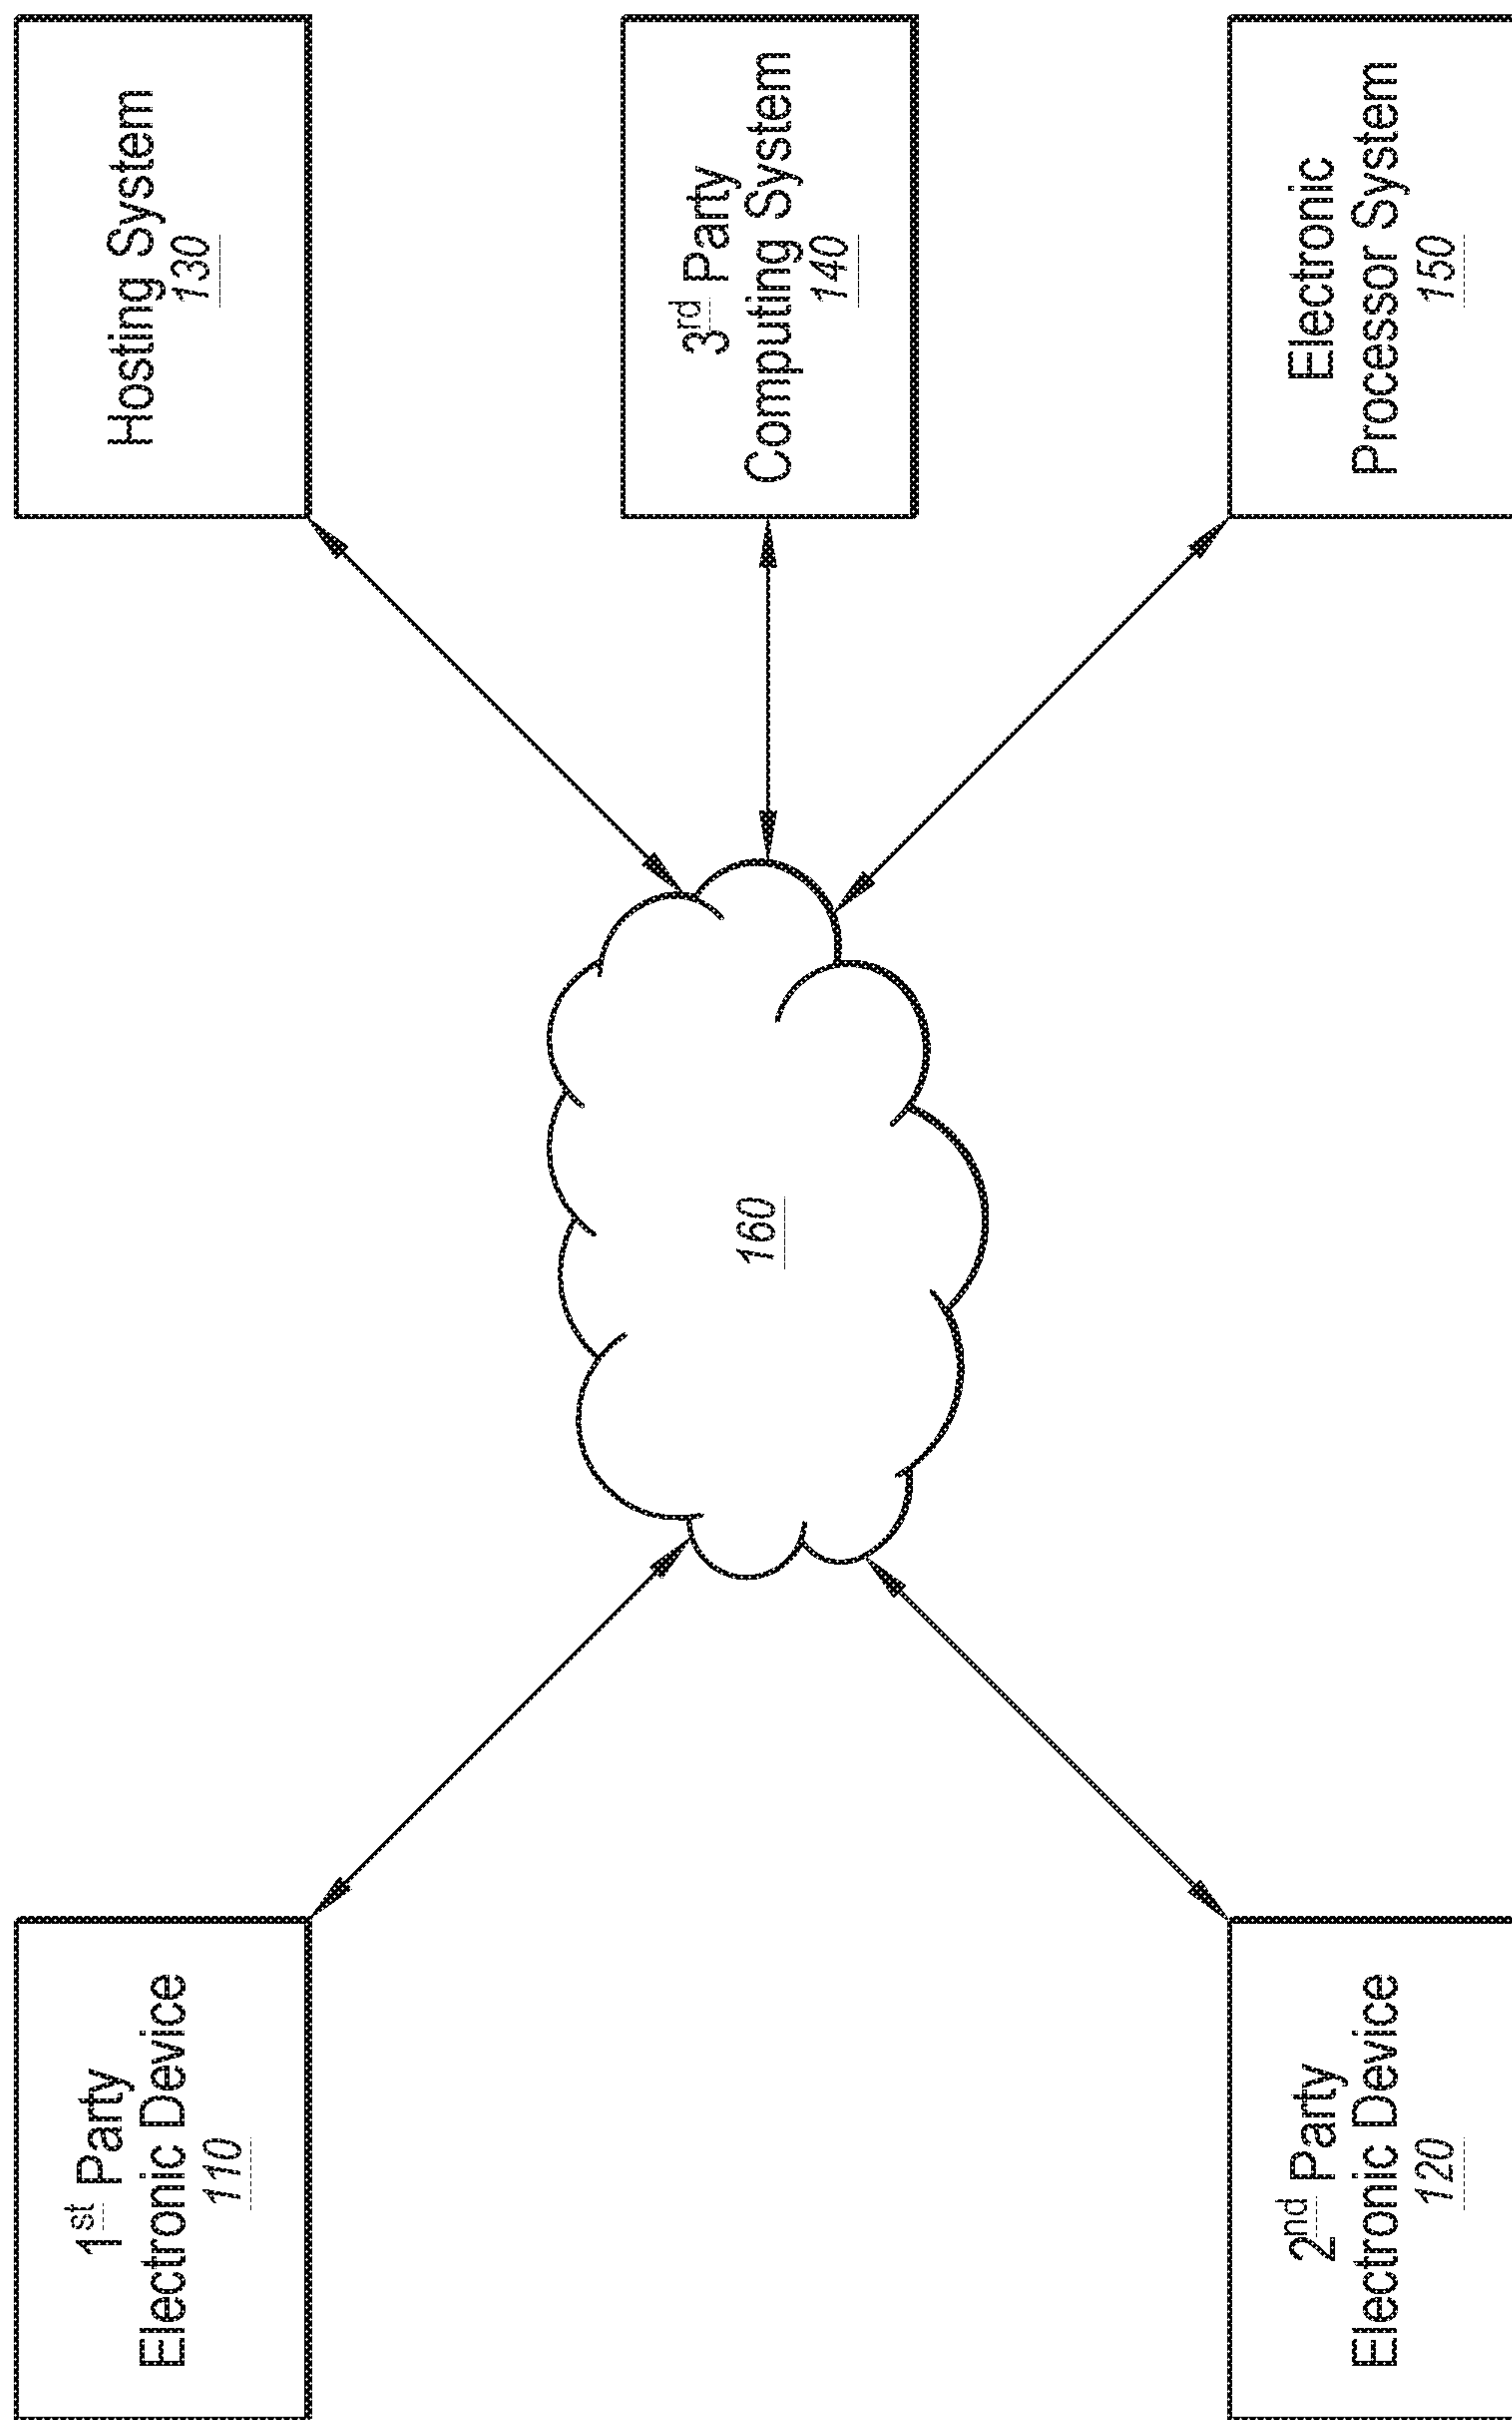 1st Party
Electronic Device
110
2nd Party
Electronic Device
120
160
Hosting System
130
3rd Party
Computing System
140
Electronic
Processor System
150